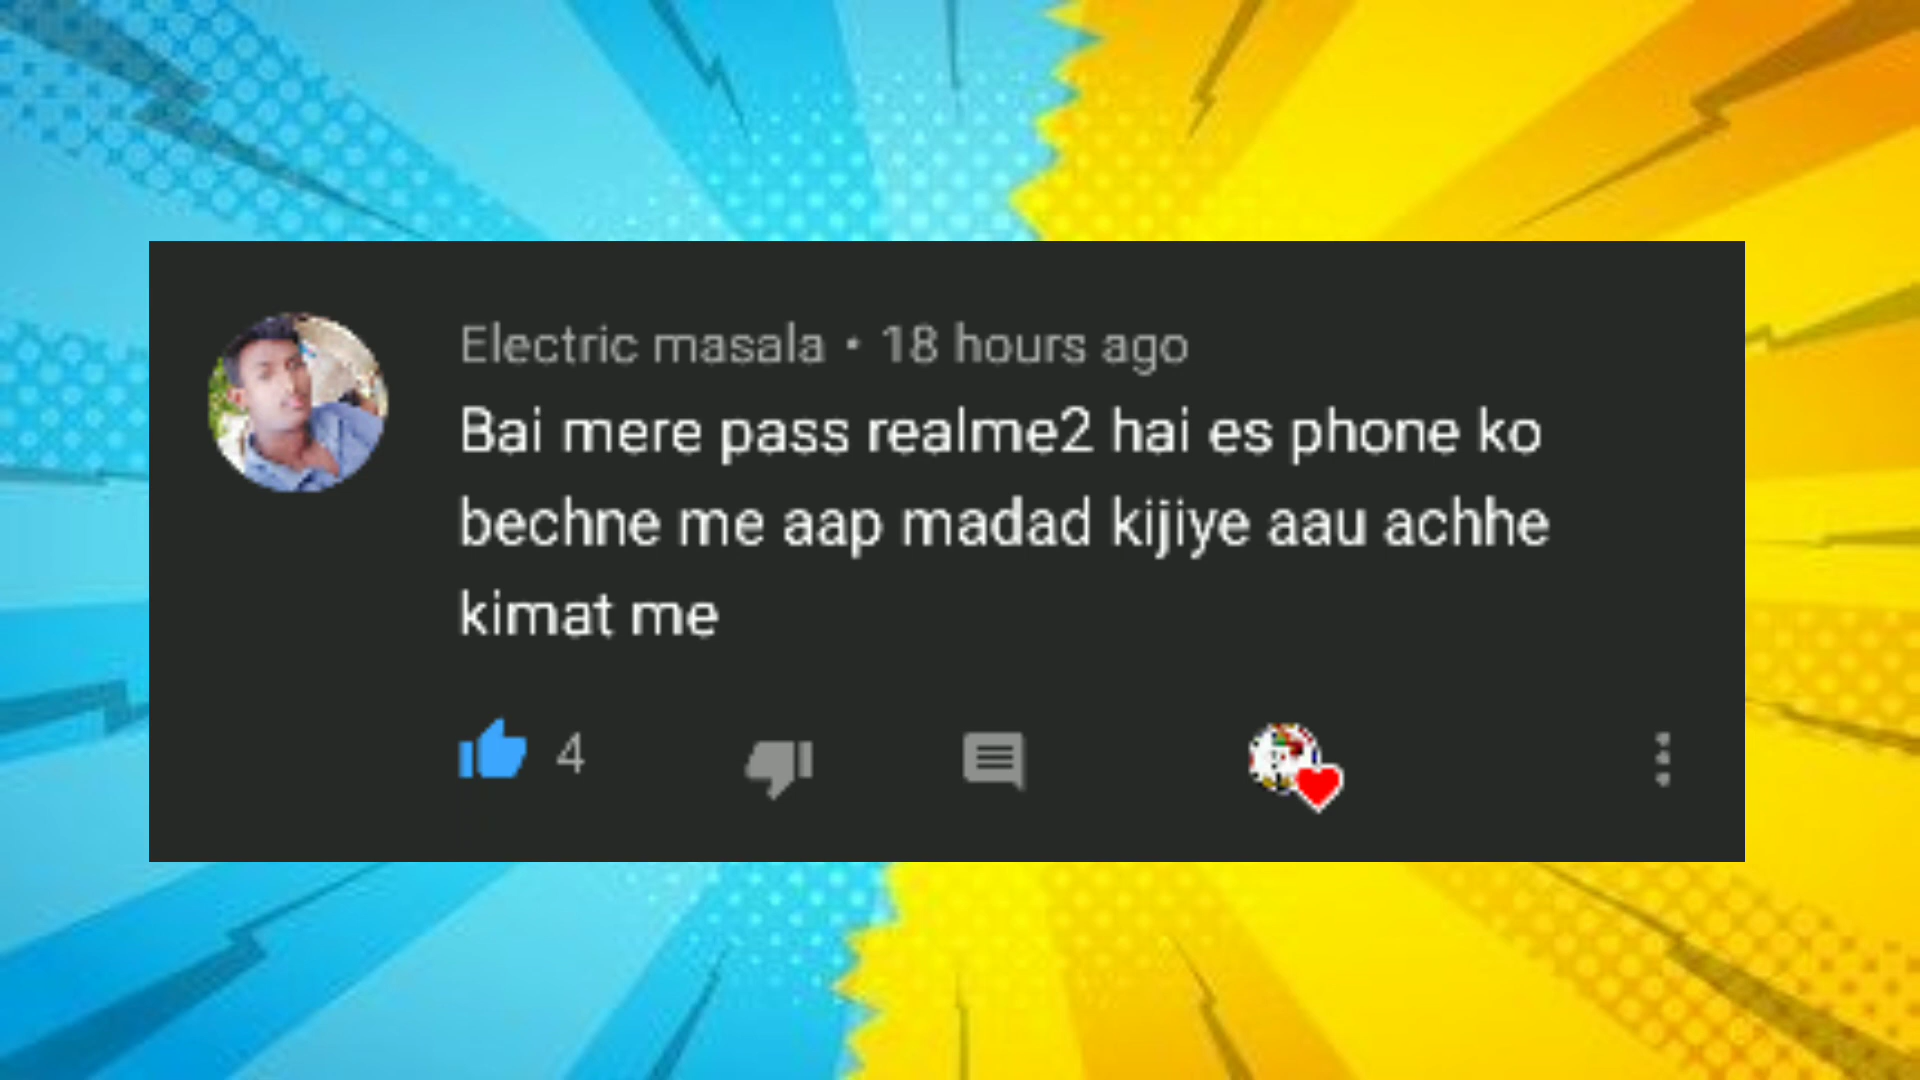 Electric masala • 18 hours ago
Bai mere pass realme2 hai es phone ko
bechne me aap madad kijiye aau achhe
kimat me
4